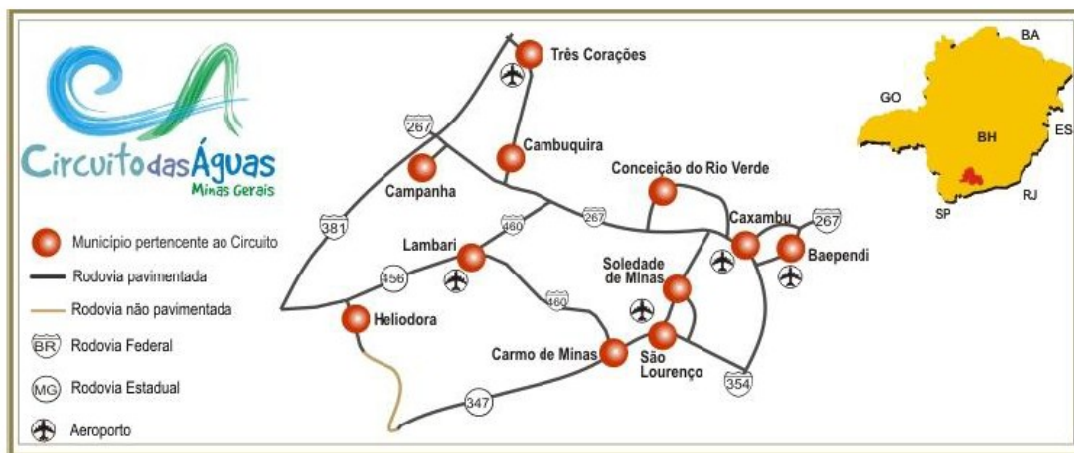 Circuito das Águas
Minas Gerais
Município pertencente ao Circuito
Rodovia pavimentada
Rodovia não pavimentada
BR
Rodovia Federal
MG
Rodovia Estadual
Aeroporto
Três Corações
267
Cambuquira
Campanha
Conceição do Rio Verde
381
Lambari
460
267
Caxambu
267
Baependi
456
Soledade
de Minas
Heliodora
460
Carmo de Minas
São
Lourenço
354
347
BA
GO
ES
BH
RJ
SP